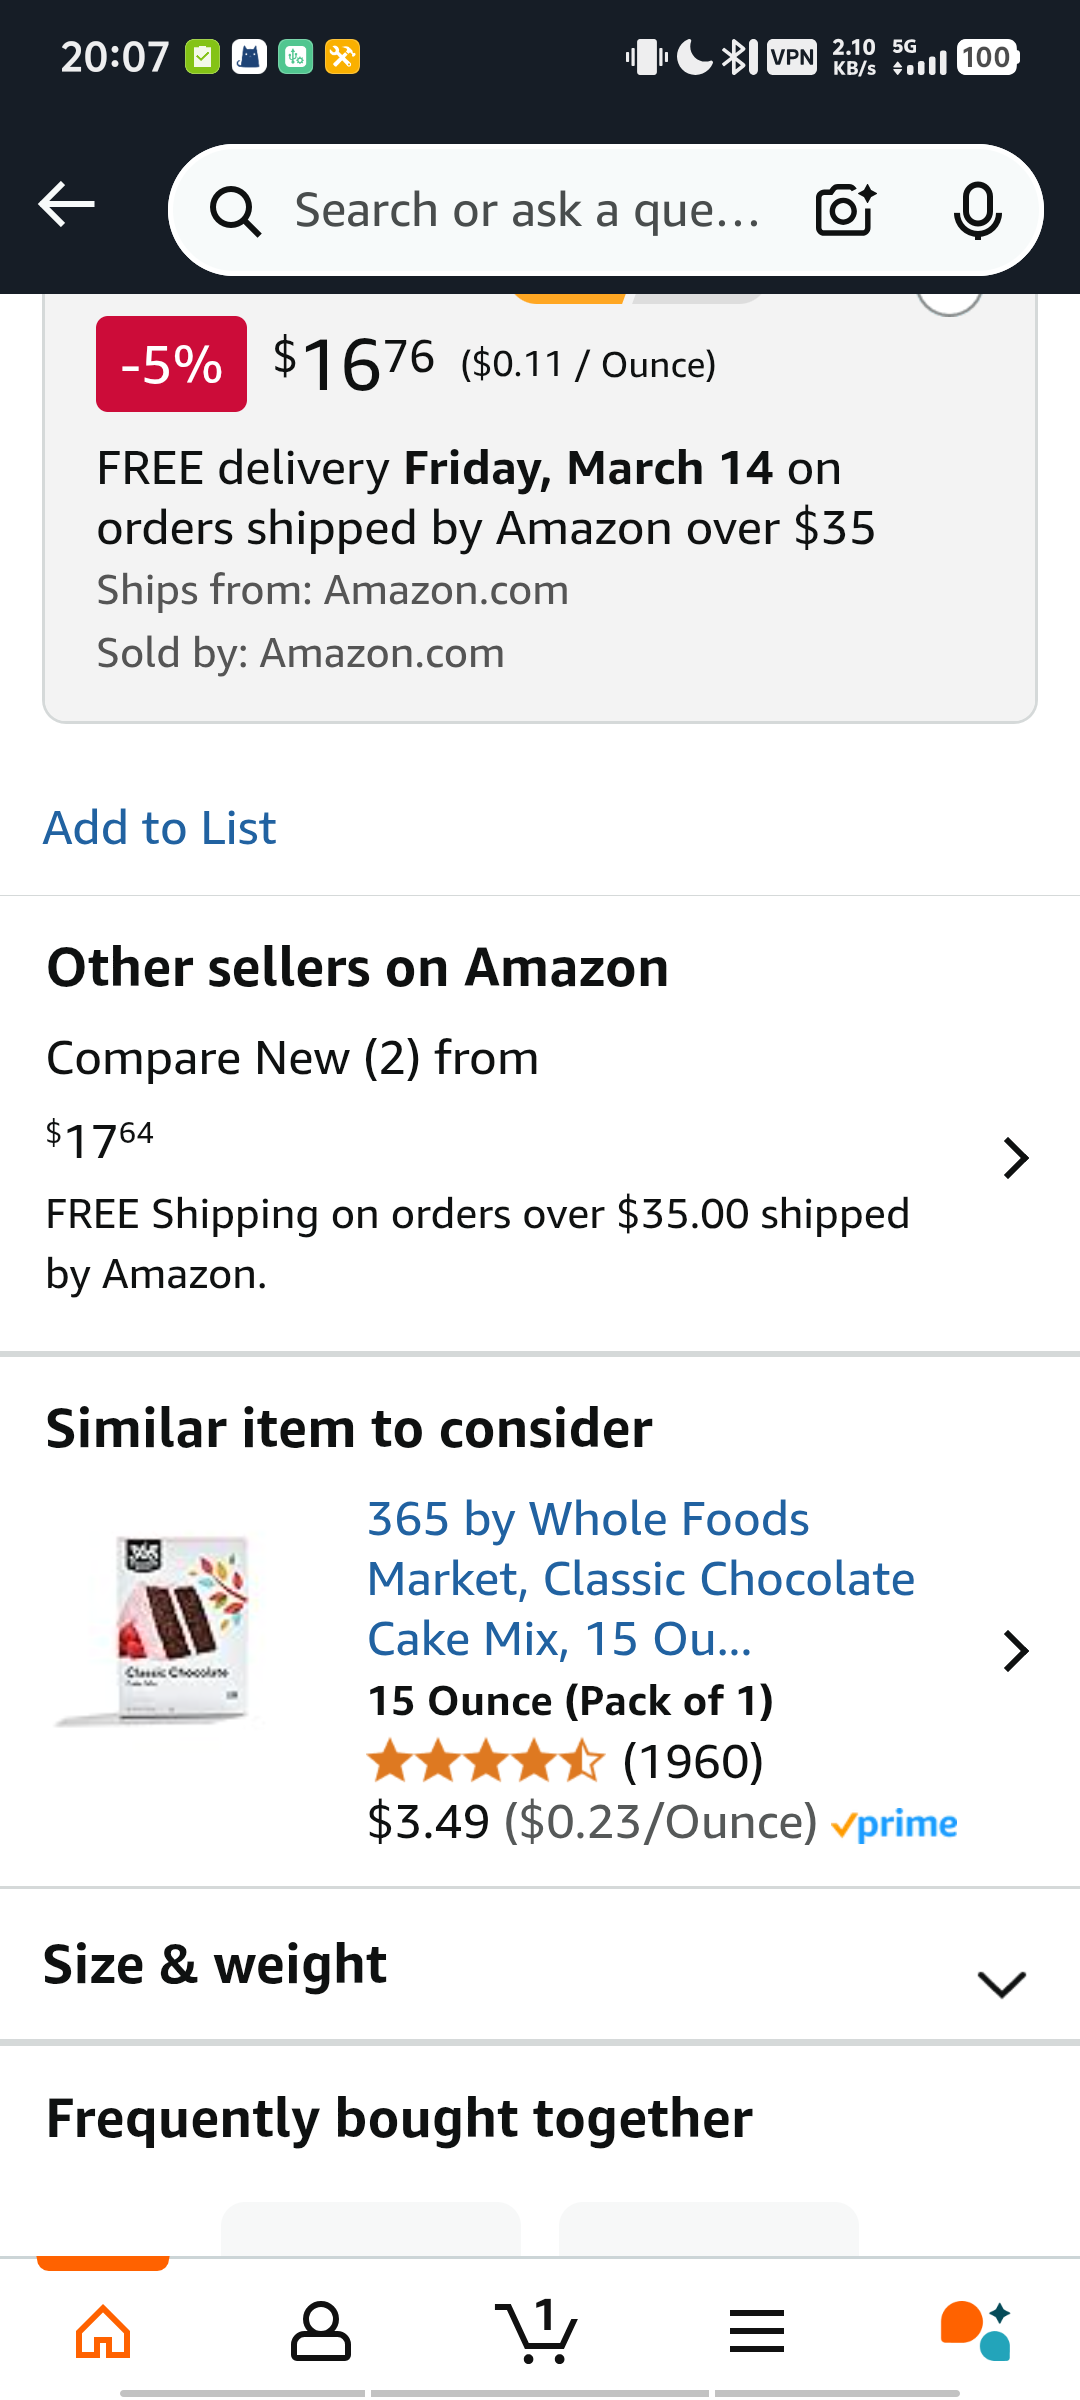 20:07
VPN
2.10
KB/s
5G
100
Search or ask a que...
-5%
$16 76 ($0.11 / Ounce)
FREE delivery Friday, March 14 on
orders shipped by Amazon over $35
Ships from: Amazon.com
Sold by: Amazon.com
Add to List
Other sellers on Amazon
Compare New (2) from
$17 64
FREE Shipping on orders over $35.00 shipped
by Amazon.
Similar item to consider
365
Classic Chocolate
365 by Whole Foods
Market, Classic Chocolate
Cake Mix, 15 Ou...
15 Ounce (Pack of 1)
(1960)
$3.49 ($0.23/Ounce) prime
Size & weight
Frequently bought together
1